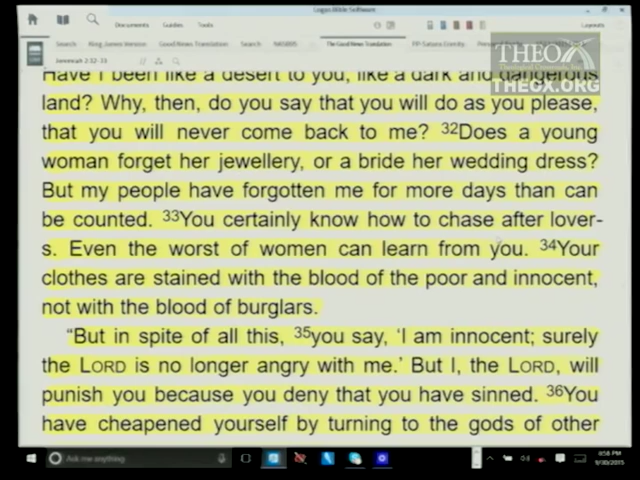 Logos Bible Software
Documents Guides Tools
Layouts
Search King James Version Good News Translation Search NASB95 The Good News Translation
Jeremiah 2:32-33
THEOX
THEOX.ORG
Have I been like a desert to you, like a dark and dangerous
land? Why, then, do you say that you will do as you please,
that you will never come back to me? 32Does a young
woman forget her jewellery, or a bride her wedding dress?
But my people have forgotten me for more days than can
be counted. 33You certainly know how to chase after lover-
s. Even the worst of women can learn from you. 34Your
clothes are stained with the blood of the poor and innocent,
not with the blood of burglars.
“But in spite of all this, 35you say, ‘I am innocent; surely
the LORD is no longer angry with me.’ But I, the LORD, will
punish you because you deny that you have sinned. 36You
have cheapened yourself by turning to the gods of other
Ask me anything
8:58 PM
9/30/2015